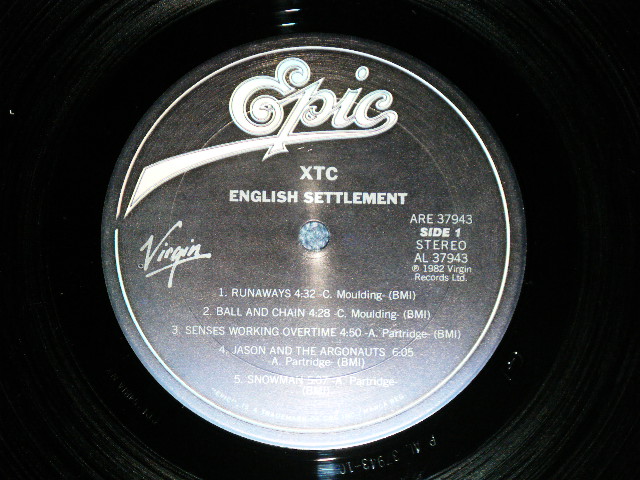 Epic
XTC
ENGLISH SETTLEMENT
Virgin
ARE 37943
SIDE 1
STEREO
AL 37943
℗ 1982 Virgin
Records Ltd.
1. RUNAWAYS 4:32 -C. Moulding- (BMI)
2. BALL AND CHAIN 4:28 -C. Moulding- (BMI)
3. SENSES WORKING OVERTIME 4:50 -A. Partridge- (BMI)
4. JASON AND THE ARGONAUTS 6:05
-A. Partridge- (BMI)
5. SNOWMAN -A. Partridge-
(BMI)